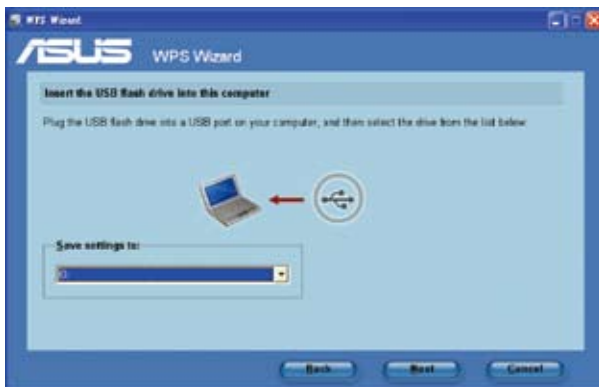 WPS Wizard
ASUS WPS Wizard
Insert the USB flash drive into this computer
Plug the USB flash drive into a USB port on your computer, and then select the drive from the list below.
Save settings to:
Back Next Cancel